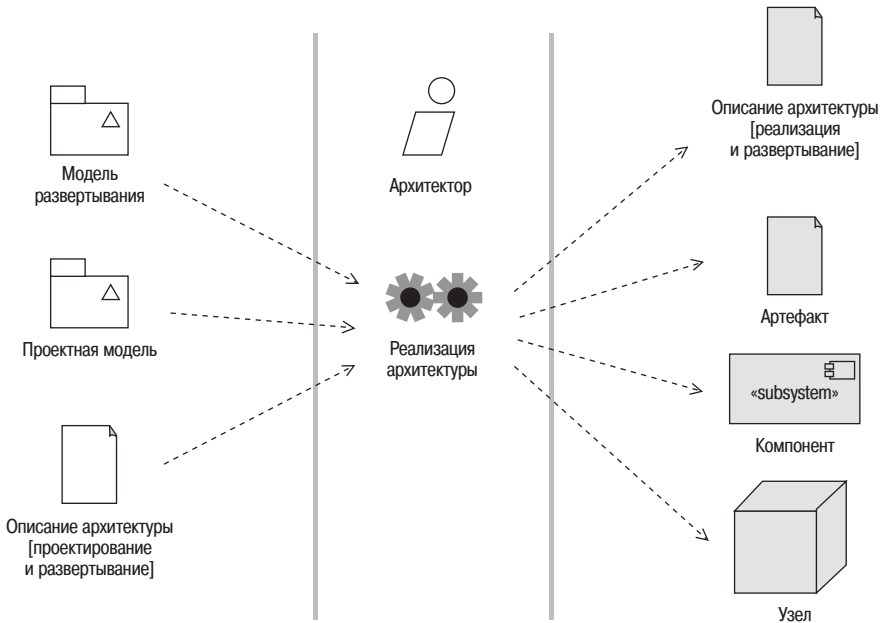 Модель
развертывания
Проектная модель
Описание архитектуры
[проектирование
и развертывание]
Архитектор
Реализация
архитектуры
Описание архитектуры
[реализация
и развертывание]
Артефакт
«subsystem»
Компонент
Узел